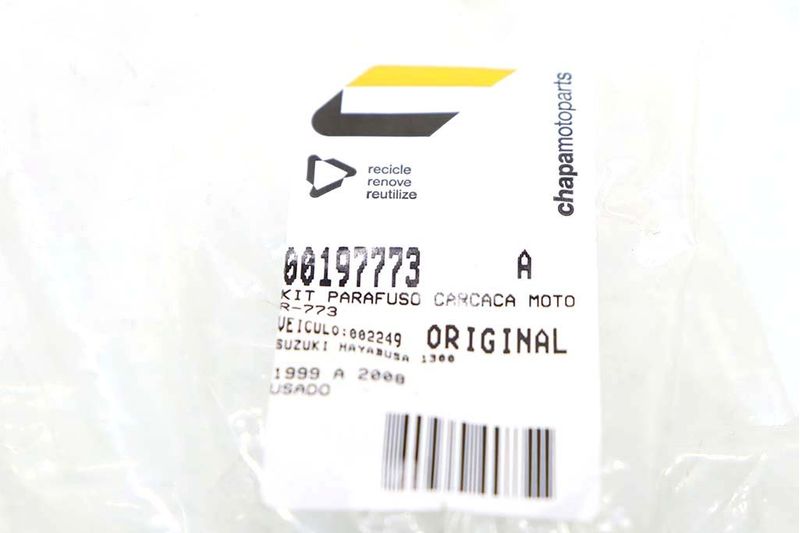 chapamotoparts
recicle
renove
reutilize
00197773 A
KIT PARAFUSO CARCACA MOTO
R-773
VEICULO:002249 ORIGINAL
SUZUKI HAYABUSA 1300
1999 A 2008
USADO